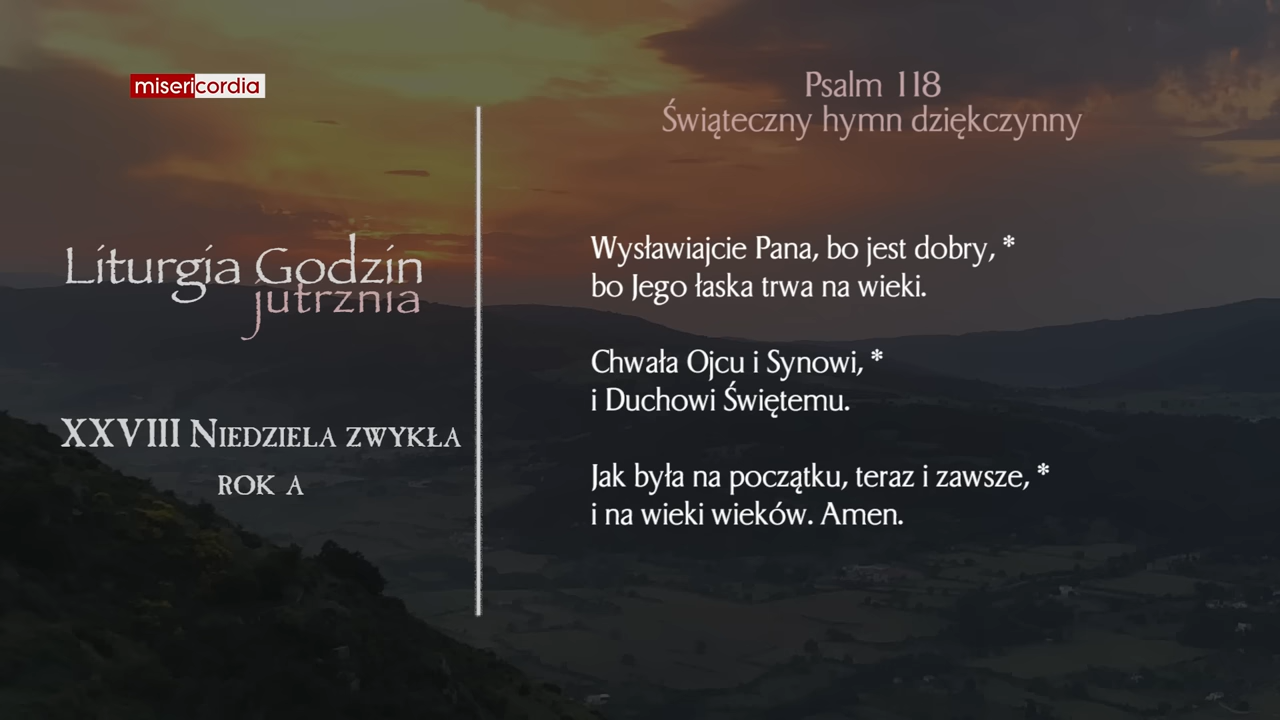 misericordia
Liturgia Godzin
jutrznia
XXVIII Niedziela zwykła
rok A
Psalm 118
Świąteczny hymn dziękczynny
Wysławiajcie Pana, bo jest dobry, *
bo Jego łaska trwa na wieki.
Chwała Ojcu i Synowi, *
i Duchowi Świętemu.
Jak była na początku, teraz i zawsze, *
i na wieki wieków. Amen.